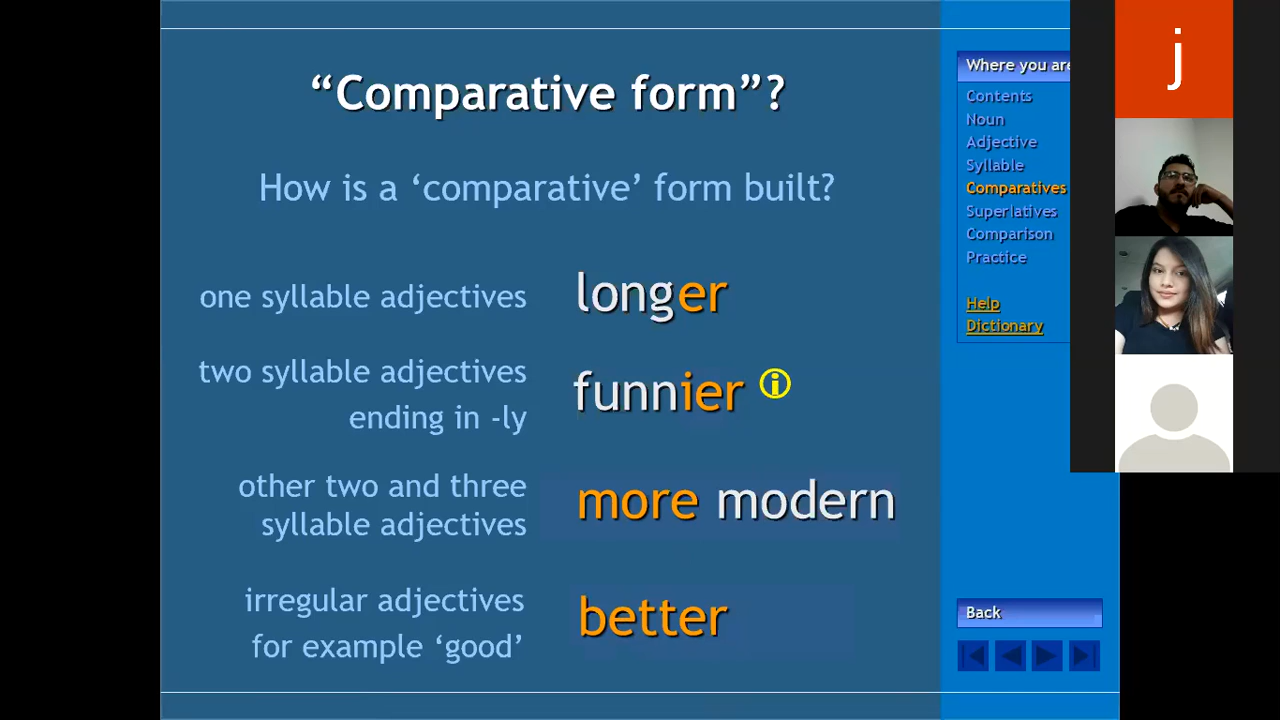 “Comparative form”?
How is a ‘comparative’ form built?
one syllable adjectives
longer
two syllable adjectives
ending in -ly
funnier
other two and three
syllable adjectives
more modern
irregular adjectives
for example ‘good’
better
Where you are
Contents
Noun
Adjective
Syllable
Comparatives
Superlatives
Comparison
Practice
Help
Dictionary
Back
j